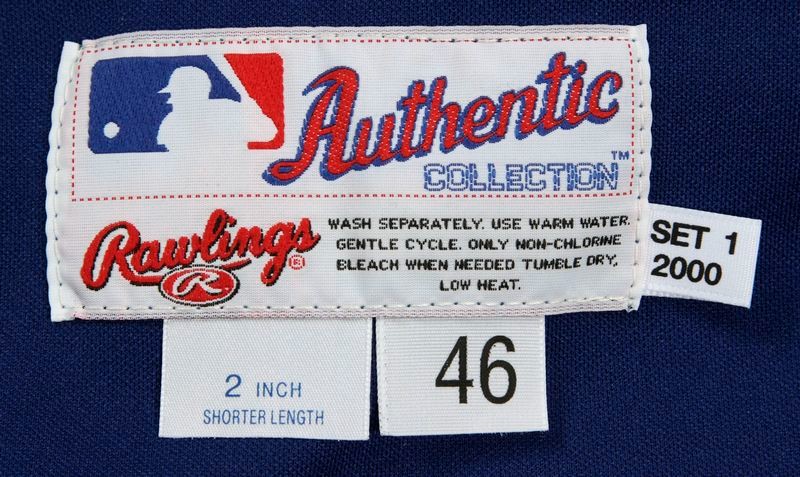 Authentic
COLLECTION™
Rawlings®
R
WASH SEPARATELY. USE WARM WATER.
GENTLE CYCLE. ONLY NON-CHLORINE
BLEACH WHEN NEEDED TUMBLE DRY,
LOW HEAT.
SET 1
2000
2 INCH
SHORTER LENGTH
46